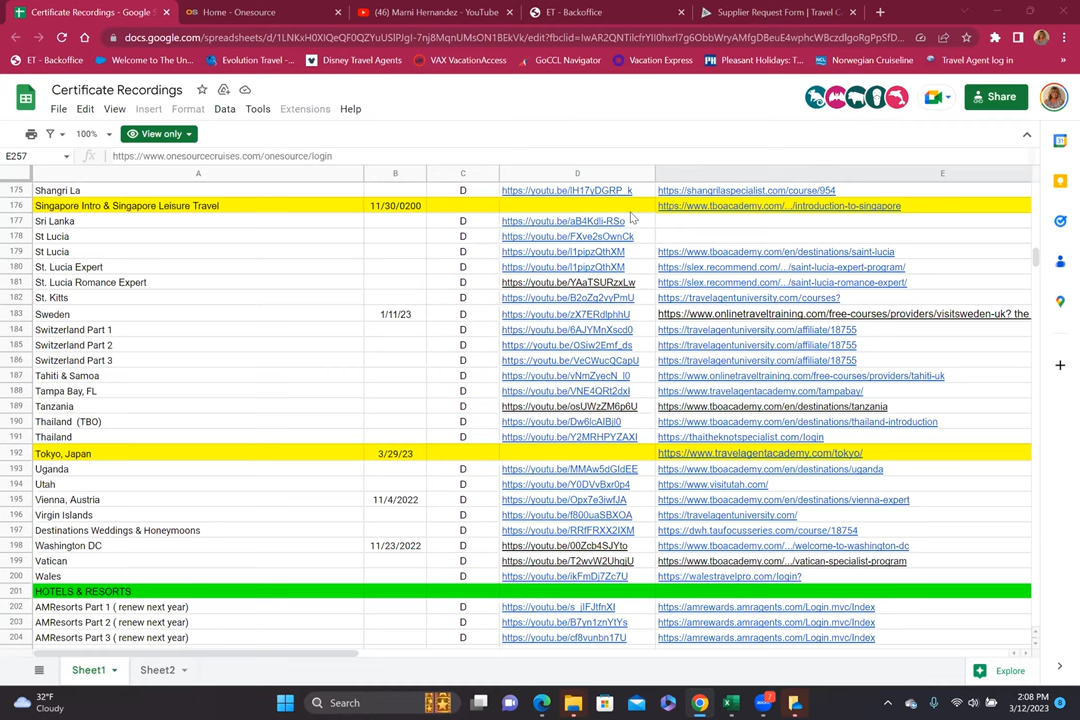 Certificate Recordings - Google S
Home - Onesource
(46) Marni Hernandez - YouTube
ET - Backoffice
Supplier Request Form | Travel C
docs.google.com/spreadsheets/d/
ET - Backoffice
Welcome to The Un...
Evolution Travel -...
Disney Travel Agents
VAX VacationAccess
GoCCL Navigator
Vacation Express
Pleasant Holidays: T...
Norwegian Cruiseline
Travel Agent log in
Certificate Recordings
File Edit View Insert Format Data Tools Extensions Help
Share
100% View only
E257 fx https://www.onesourcecruises.com/onesource/login
A B C D E
175 Shangri La D https://youtu.be/lH17yDGRP_k https://shangrilaspecialist.com/course/954
176 Singapore Intro & Singapore Leisure Travel 11/30/0200 https://www.tboacademy.com/.../introduction-to-singapore
177 Sri Lanka D https://youtu.be/aB4Kdli-RSo
178 St Lucia D https://youtu.be/FXve2sOwnCk
179 St Lucia D https://youtu.be/l1pipzQthXM https://www.tboacademy.com/en/destinations/saint-lucia
180 St. Lucia Expert D https://youtu.be/l1pipzQthXM https://slex.recommend.com/.../saint-lucia-expert-program/
181 St. Lucia Romance Expert D https://youtu.be/YAaTSURzxLw https://slex.recommend.com/.../saint-lucia-romance-expert/
182 St. Kitts D https://youtu.be/B2oZq2vyPmU https://travelagentuniversity.com/courses?
183 Sweden 1/11/23 D https://youtu.be/zX7ERdlphhU https://www.onlinetraveltraining.com/free-courses/providers/visitsweden-uk? the
184 Switzerland Part 1 D https://youtu.be/6AJYMnXscd0 https://travelagentuniversity.com/affiliate/18755
185 Switzerland Part 2 D https://youtu.be/OSiw2Emf_ds https://travelagentuniversity.com/affiliate/18755
186 Switzerland Part 3 D https://youtu.be/VeCWucQCapU https://travelagentuniversity.com/affiliate/18755
187 Tahiti & Samoa D https://youtu.be/vNmZyecN_l0 https://www.onlinetraveltraining.com/free-courses/providers/tahiti-uk
188 Tampa Bay, FL D https://youtu.be/VNE4QRt2dxI https://www.travelagentacademy.com/tampabay/
189 Tanzania D https://youtu.be/osUWzZM6p6U https://www.tboacademy.com/en/destinations/tanzania
190 Thailand (TBO) D https://youtu.be/Dw6lcAIBjl0 https://www.tboacademy.com/en/destinations/thailand-introduction
191 Thailand D https://youtu.be/Y2MRHPYZAXI https://thaitheknotspecialist.com/login
192 Tokyo, Japan 3/29/23 https://www.travelagentacademy.com/tokyo/
193 Uganda D https://youtu.be/MMAw5dGIdEE https://www.tboacademy.com/en/destinations/uganda
194 Utah D https://youtu.be/Y0DVvBxr0p4 https://www.visitutah.com/
195 Vienna, Austria 11/4/2022 D https://youtu.be/Opx7e3iwfJA https://www.tboacademy.com/en/destinations/vienna-expert
196 Virgin Islands D https://youtu.be/f800uaSBXOA https://travelagentuniversity.com/
197 Destinations Weddings & Honeymoons D https://youtu.be/RRfFRXX2IXM https://dwh.taufocusseries.com/course/18754
198 Washington DC 11/23/2022 D https://youtu.be/00Zcb4SJYto https://www.tboacademy.com/.../welcome-to-washington-dc
199 Vatican D https://youtu.be/T2wvW2UhqjU https://www.tboacademy.com/.../vatican-specialist-program
200 Wales D https://youtu.be/ikFmDj7Zc7U https://walestravelpro.com/login?
201 HOTELS & RESORTS
202 AMResorts Part 1 ( renew next year) D https://youtu.be/s_jIFJtfnXI https://amrewards.amragents.com/Login.mvc/Index
203 AMResorts Part 2 ( renew next year) D https://youtu.be/B7yn1znYtYs https://amrewards.amragents.com/Login.mvc/Index
204 AMResorts Part 3 ( renew next year) D https://youtu.be/cf8vunbn17U https://amrewards.amragents.com/Login.mvc/Index
Sheet1 Sheet2 Explore
32°F
Cloudy
Search
2:08 PM
3/12/2023